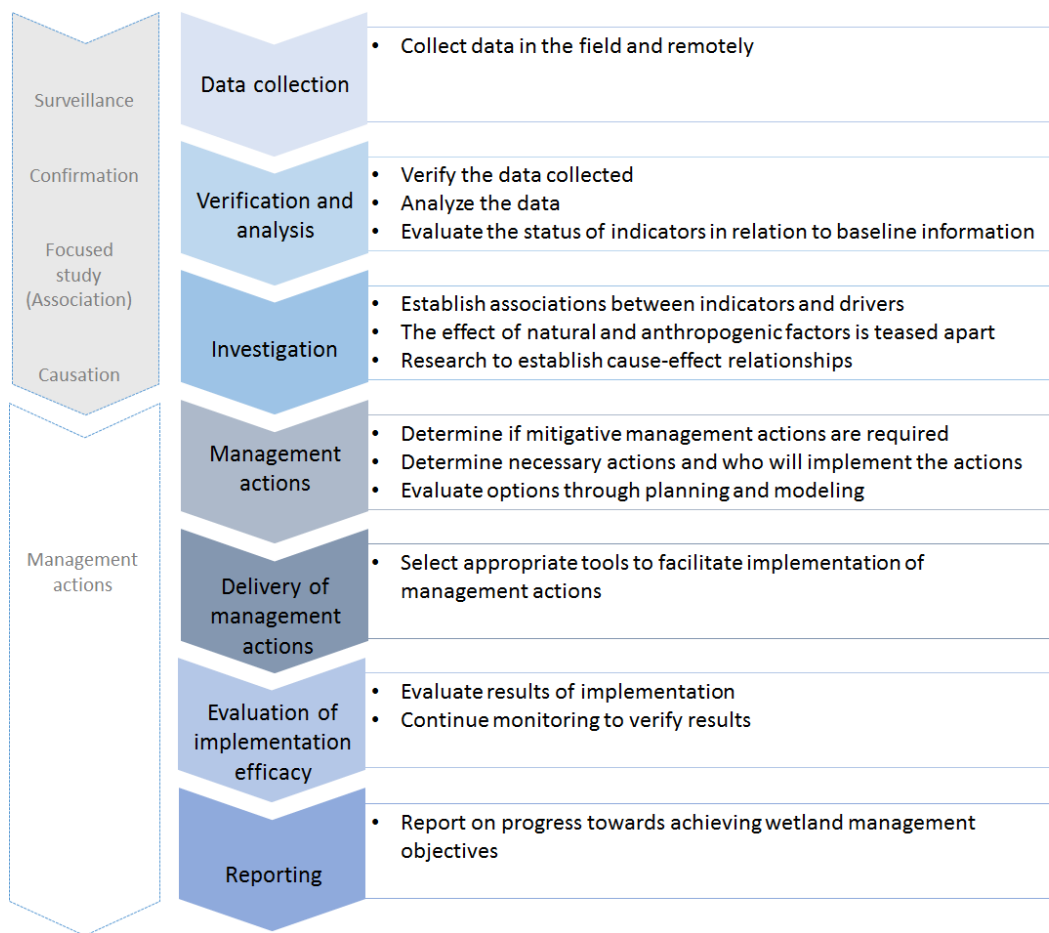 Surveillance
Confirmation
Focused
study
(Association)
Causation
Management
actions
Data collection
• Collect data in the field and remotely
Verification and
analysis
• Verify the data collected
• Analyze the data
• Evaluate the status of indicators in relation to baseline information
Investigation
• Establish associations between indicators and drivers
• The effect of natural and anthropogenic factors is teased apart
• Research to establish cause-effect relationships
Management
actions
• Determine if mitigative management actions are required
• Determine necessary actions and who will implement the actions
• Evaluate options through planning and modeling
Delivery of
management
actions
• Select appropriate tools to facilitate implementation of
management actions
Evaluation of
implementation
efficacy
• Evaluate results of implementation
• Continue monitoring to verify results
Reporting
• Report on progress towards achieving wetland management
objectives